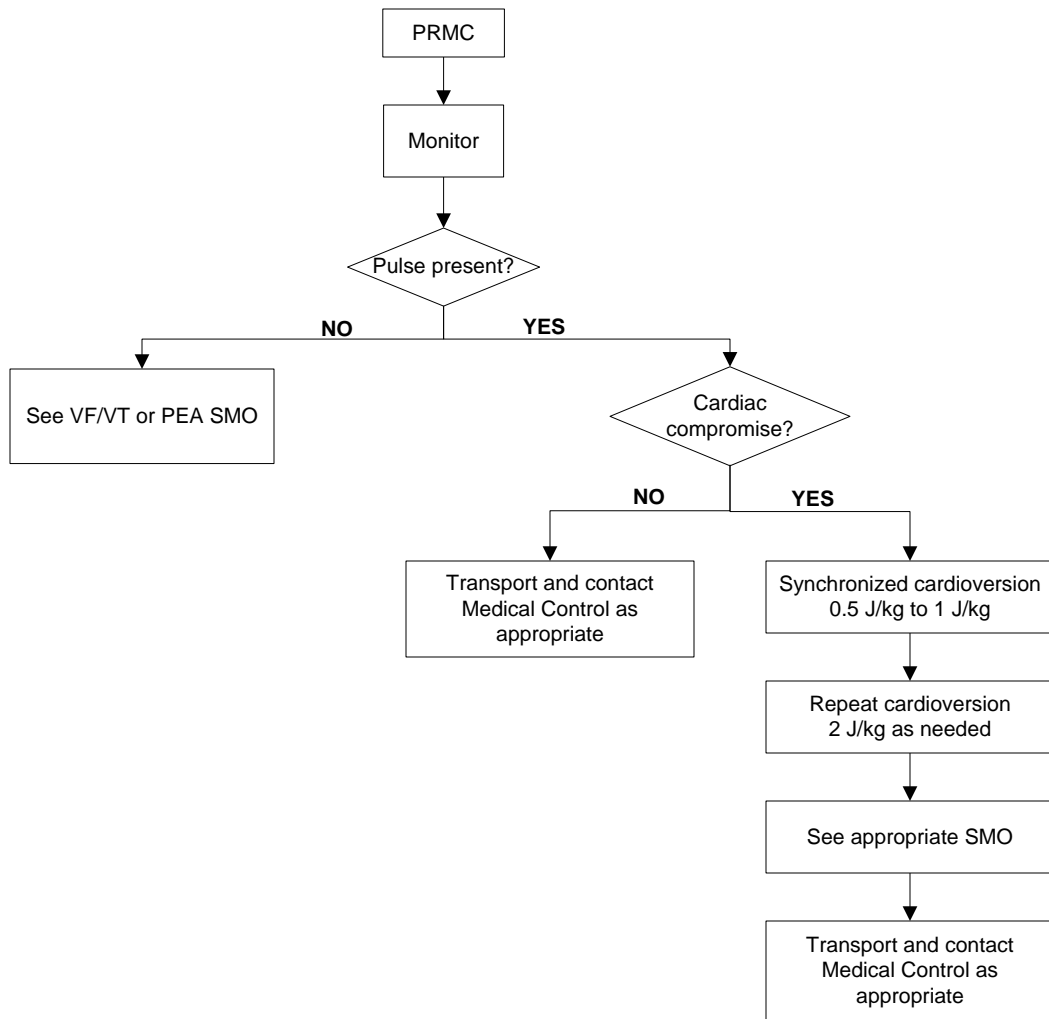 PRMC
Monitor
Pulse present?
NO
YES
See VF/VT or PEA SMO
Cardiac
compromise?
NO
YES
Transport and contact
Medical Control as
appropriate
Synchronized cardioversion
0.5 J/kg to 1 J/kg
Repeat cardioversion
2 J/kg as needed
See appropriate SMO
Transport and contact
Medical Control as
appropriate